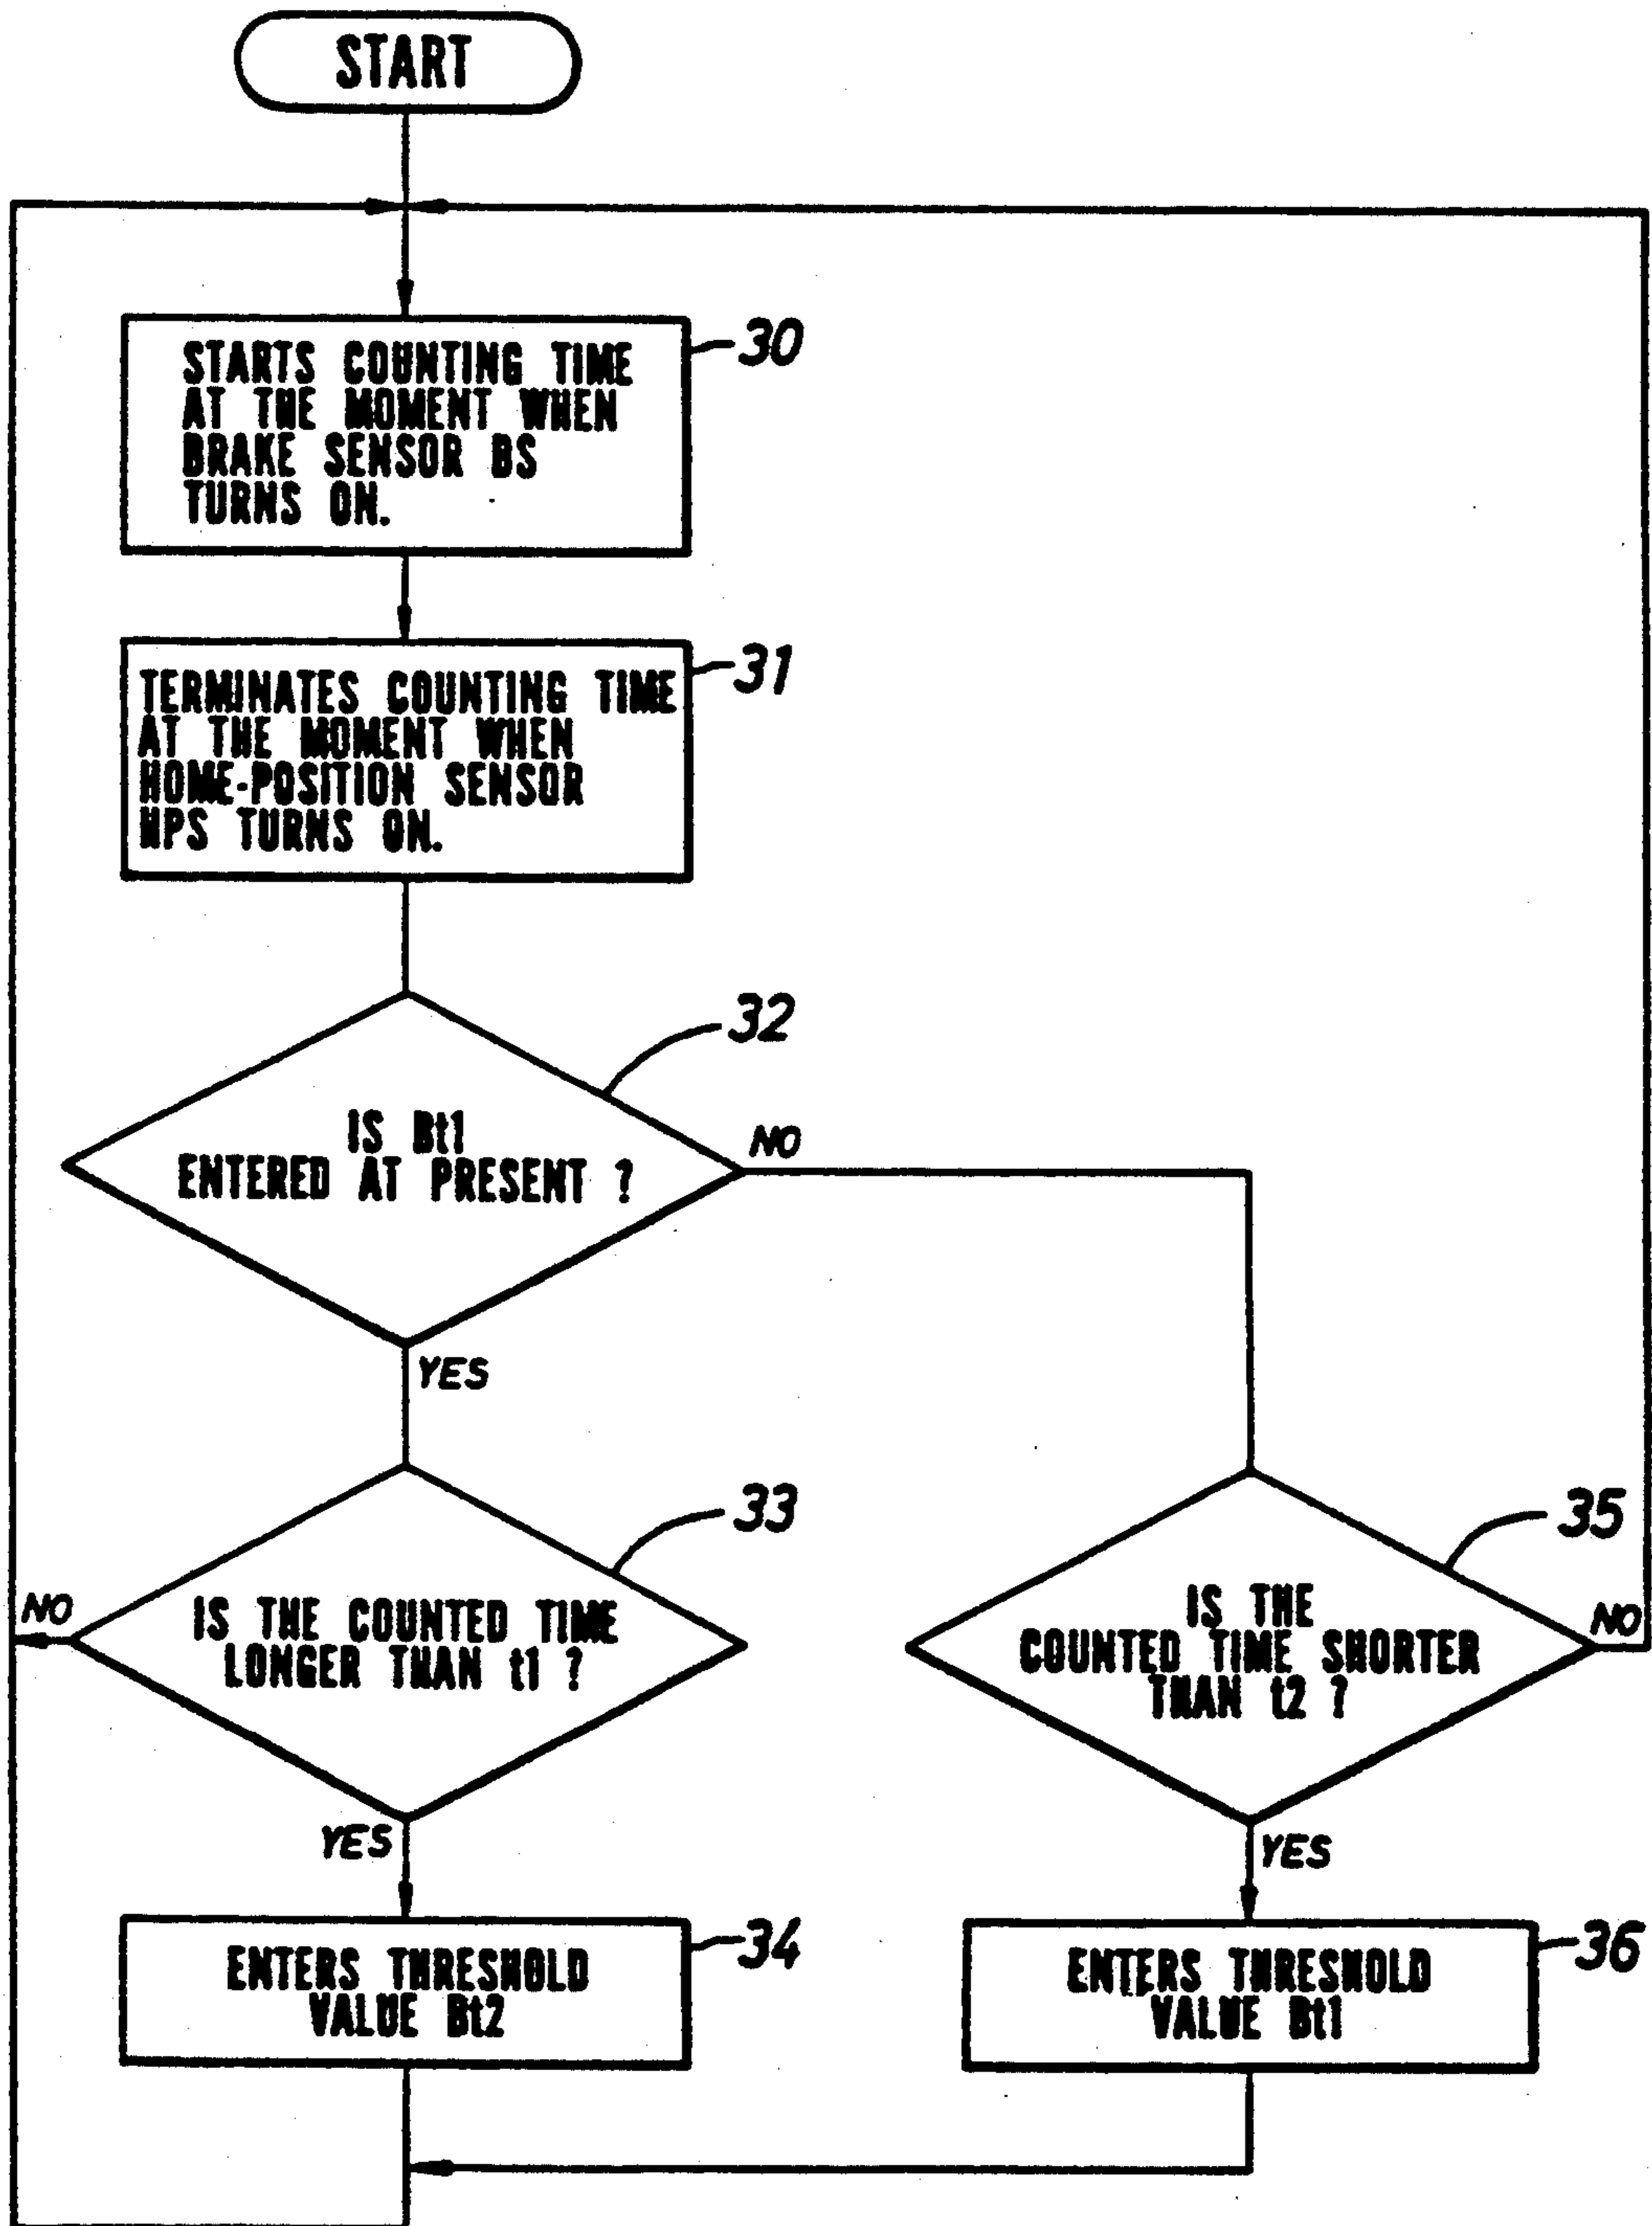 START
30
STARTS COUNTING TIME
AT THE MOMENT WHEN
BRAKE SENSOR BS
TURNS ON.
31
TERMINATES COUNTING TIME
AT THE MOMENT WHEN
HOME-POSITION SENSOR
HPS TURNS ON.
32
IS Bt1
ENTERED AT PRESENT ?
NO
YES
33
IS THE COUNTED TIME
LONGER THAN t1 ?
NO
YES
35
IS THE
COUNTED TIME SHORTER
THAN t2 ?
NO
YES
34
ENTERS THRESHOLD
VALUE Bt2
36
ENTERS THRESHOLD
VALUE Bt1